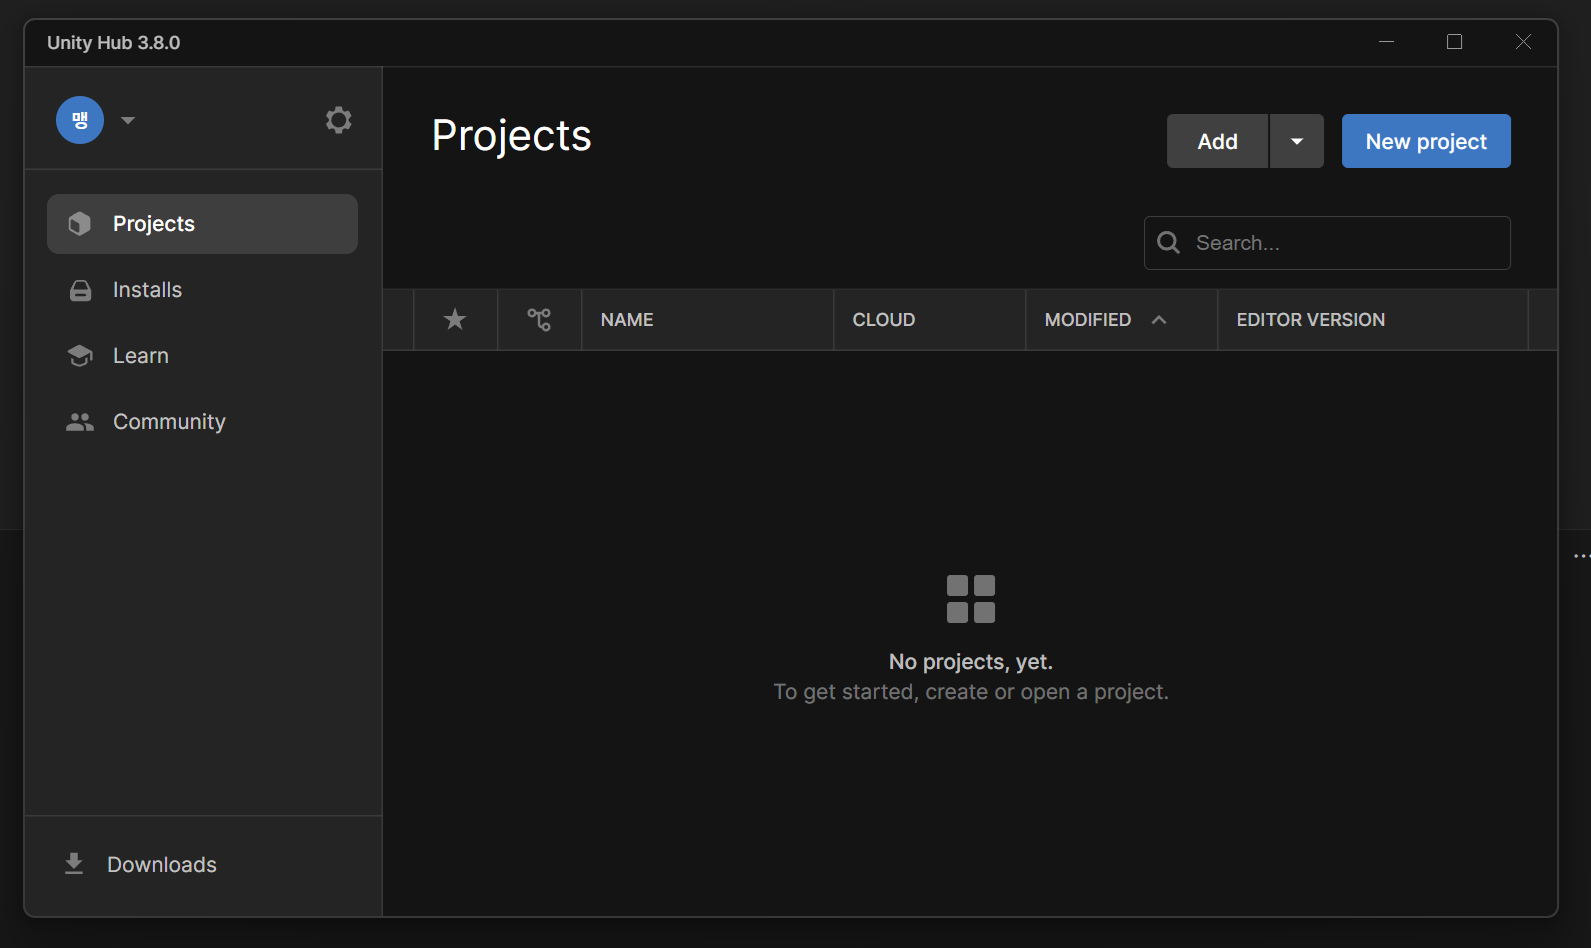 Unity Hub 3.8.0
맹
Projects
Installs
Learn
Community
Downloads
Projects
Add
New project
Search...
NAME CLOUD MODIFIED EDITOR VERSION
No projects, yet.
To get started, create or open a project.